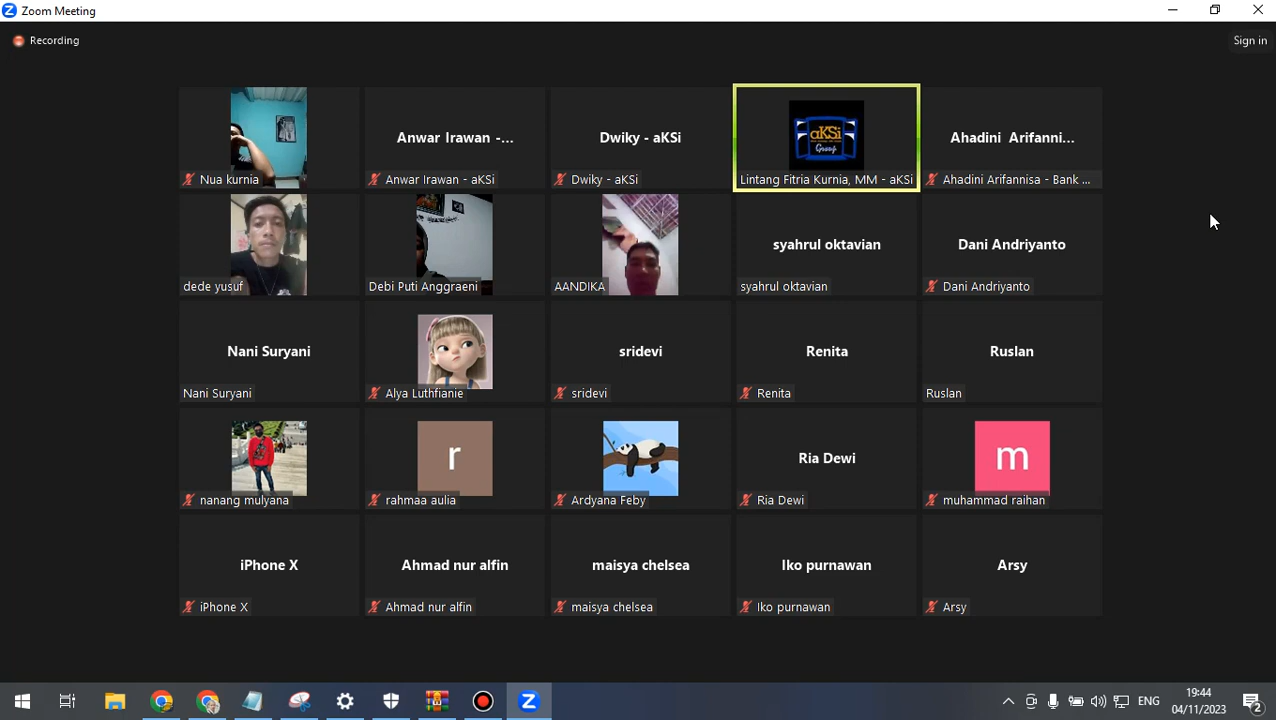 Zoom Meeting
Recording
Sign in
Nua kurnia
Anwar Irawan -...
Anwar Irawan - aKSi
Dwiky - aKSi
Dwiky - aKSi
aKSi
Group
Lintang Fitria Kurnia, MM - aKSi
Ahadini Arifanni...
Ahadini Arifannisa - Bank ...
dede yusuf
Debi Puti Anggraeni
AANDIKA
syahrul oktavian
syahrul oktavian
Dani Andriyanto
Dani Andriyanto
Nani Suryani
Nani Suryani
Alya Luthfianie
sridevi
sridevi
Renita
Renita
Ruslan
Ruslan
nanang mulyana
r
rahmaa aulia
Ardyana Feby
Ria Dewi
Ria Dewi
m
muhammad raihan
iPhone X
iPhone X
Ahmad nur alfin
Ahmad nur alfin
maisya chelsea
maisya chelsea
Iko purnawan
Iko purnawan
Arsy
Arsy
ENG
19:44
04/11/2023
2